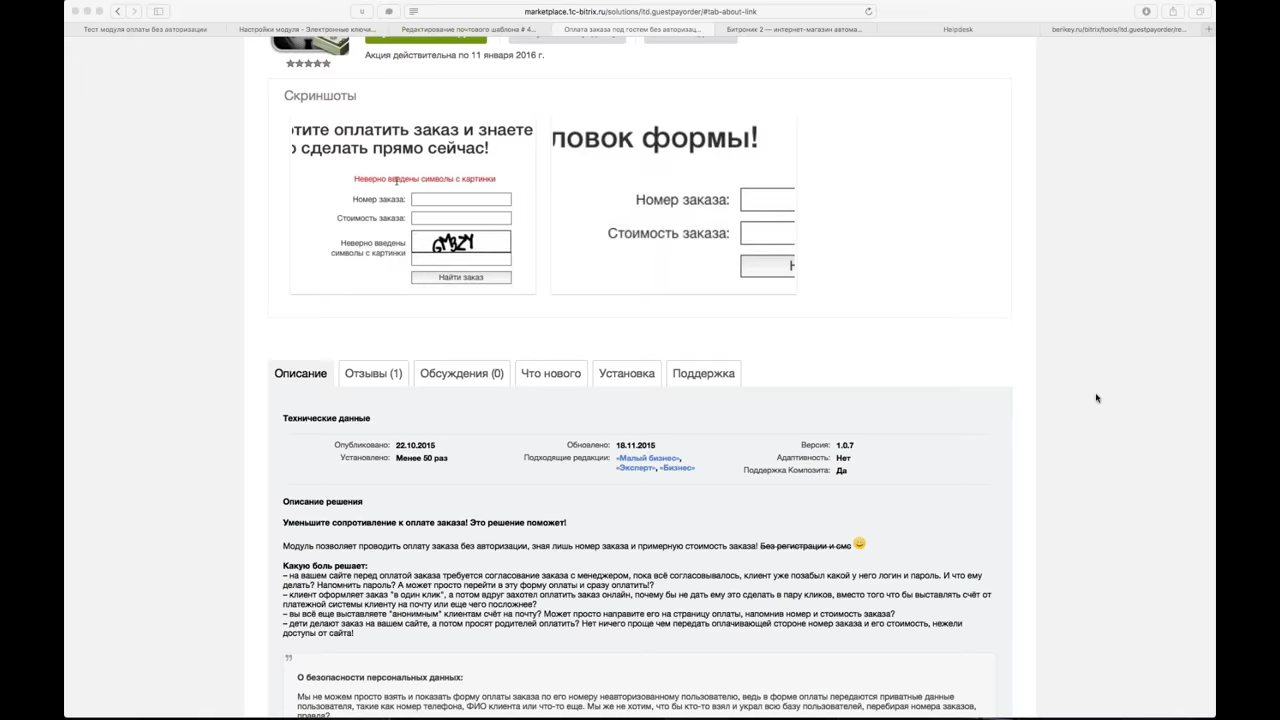 marketplace.1c-bitrix.ru/solutions/itd.guestpayorder/#tab-about-link
Тест модуля оплаты без авторизации
Настройки модуля - Электронные ключи...
Редактирование почтового шаблона # 4...
Оплата заказа под гостем без авторизац...
Битроник 2 — интернет-магазин автома...
Helpdesk
berikey.ru/bitrix/tools/itd.guestpayorder/re...
Акция действительна по 11 января 2016 г.
Скриншоты
отите оплатить заказ и знаете
о сделать прямо сейчас!
Неверно введены символы с картинки
Номер заказа:
Стоимость заказа:
Неверно введены
символы с картинки
GM3ZY
Найти заказ
ловок формы!
Номер заказа:
Стоимость заказа:
Н
Описание
Отзывы (1)
Обсуждения (0)
Что нового
Установка
Поддержка
Технические данные
Опубликовано: 22.10.2015
Обновлено: 18.11.2015
Версия: 1.0.7
Установлено: Менее 50 раз
Подходящие редакции: «Малый бизнес»,
«Эксперт», «Бизнес»
Адаптивность: Нет
Поддержка Композита: Да
Описание решения
Уменьшите сопротивление к оплате заказа! Это решение поможет!
Модуль позволяет проводить оплату заказа без авторизации, зная лишь номер заказа и примерную стоимость заказа! Без регистрации и смс
Какую боль решает:
– на вашем сайте перед оплатой заказа требуется согласование заказа с менеджером, пока всё согласовывалось, клиент уже позабыл какой у него логин и пароль. И что ему
делать? Напомнить пароль? А может просто перейти в эту форму оплаты и сразу оплатить!?
– клиент оформляет заказ "в один клик", а потом вдруг захотел оплатить заказ онлайн, почему бы не дать ему это сделать в пару кликов, вместо того что бы выставлять счёт от
платежной системы клиенту на почту или еще чего посложнее?
– вы всё еще выставляете "анонимным" клиентам счёт на почту? Может просто направите его на страницу оплаты, напомнив номер и стоимость заказа?
– дети делают заказ на вашем сайте, а потом просят родителей оплатить? Нет ничего проще чем передать оплачивающей стороне номер заказа и его стоимость, нежели
доступы от сайта!
О безопасности персональных данных:
Мы не можем просто взять и показать форму оплаты заказа по его номеру неавторизованному пользователю, ведь в форме оплаты передаются приватные данные
пользователя, такие как номер телефона, ФИО клиента или что-то еще. Мы же не хотим, что бы кто-то взял и украл всю базу пользователей, перебирая номера заказов,
правда?